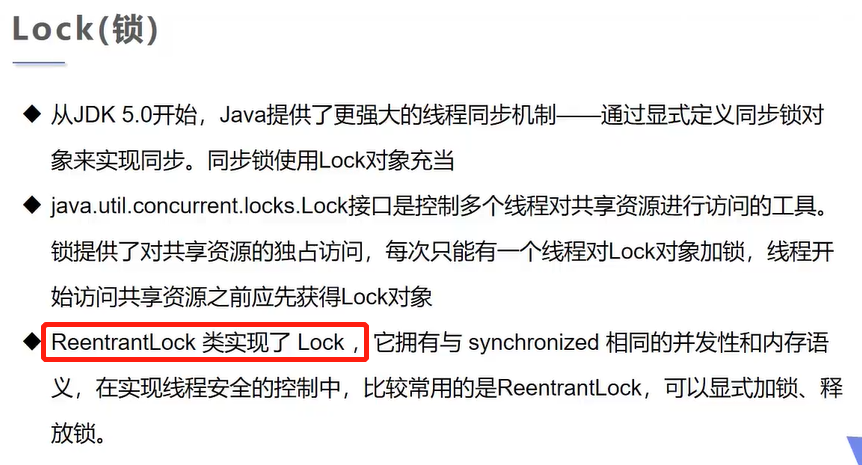 Lock(锁)
◆ 从JDK 5.0开始，Java提供了更强大的线程同步机制——通过显式定义同步锁对
象来实现同步。同步锁使用Lock对象充当
◆ java.util.concurrent.locks.Lock接口是控制多个线程对共享资源进行访问的工具。
锁提供了对共享资源的独占访问，每次只能有一个线程对Lock对象加锁，线程开
始访问共享资源之前应先获得Lock对象
◆ ReentrantLock 类实现了 Lock ，它拥有与 synchronized 相同的并发性和内存语
义，在实现线程安全的控制中，比较常用的是ReentrantLock，可以显式加锁、释
放锁。